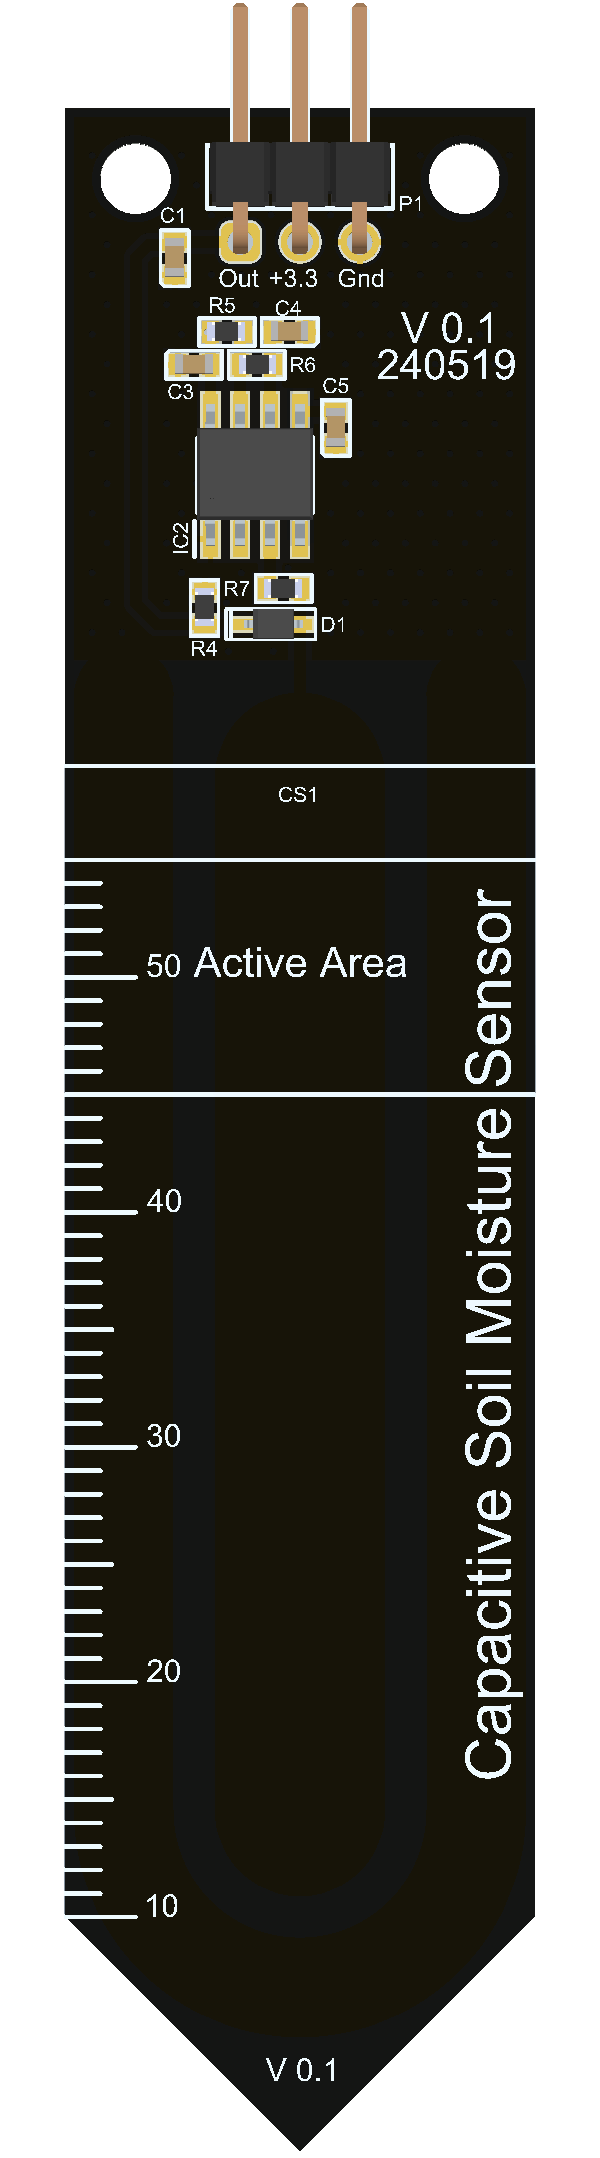 P1
C1
Out +3.3 Gnd
R5
C4
V 0.1
240519
R6
C3
C5
IC2
R7
D1
R4
CS1
50 Active Area
40
30
20
10
Capacitive Soil Moisture Sensor
V 0.1